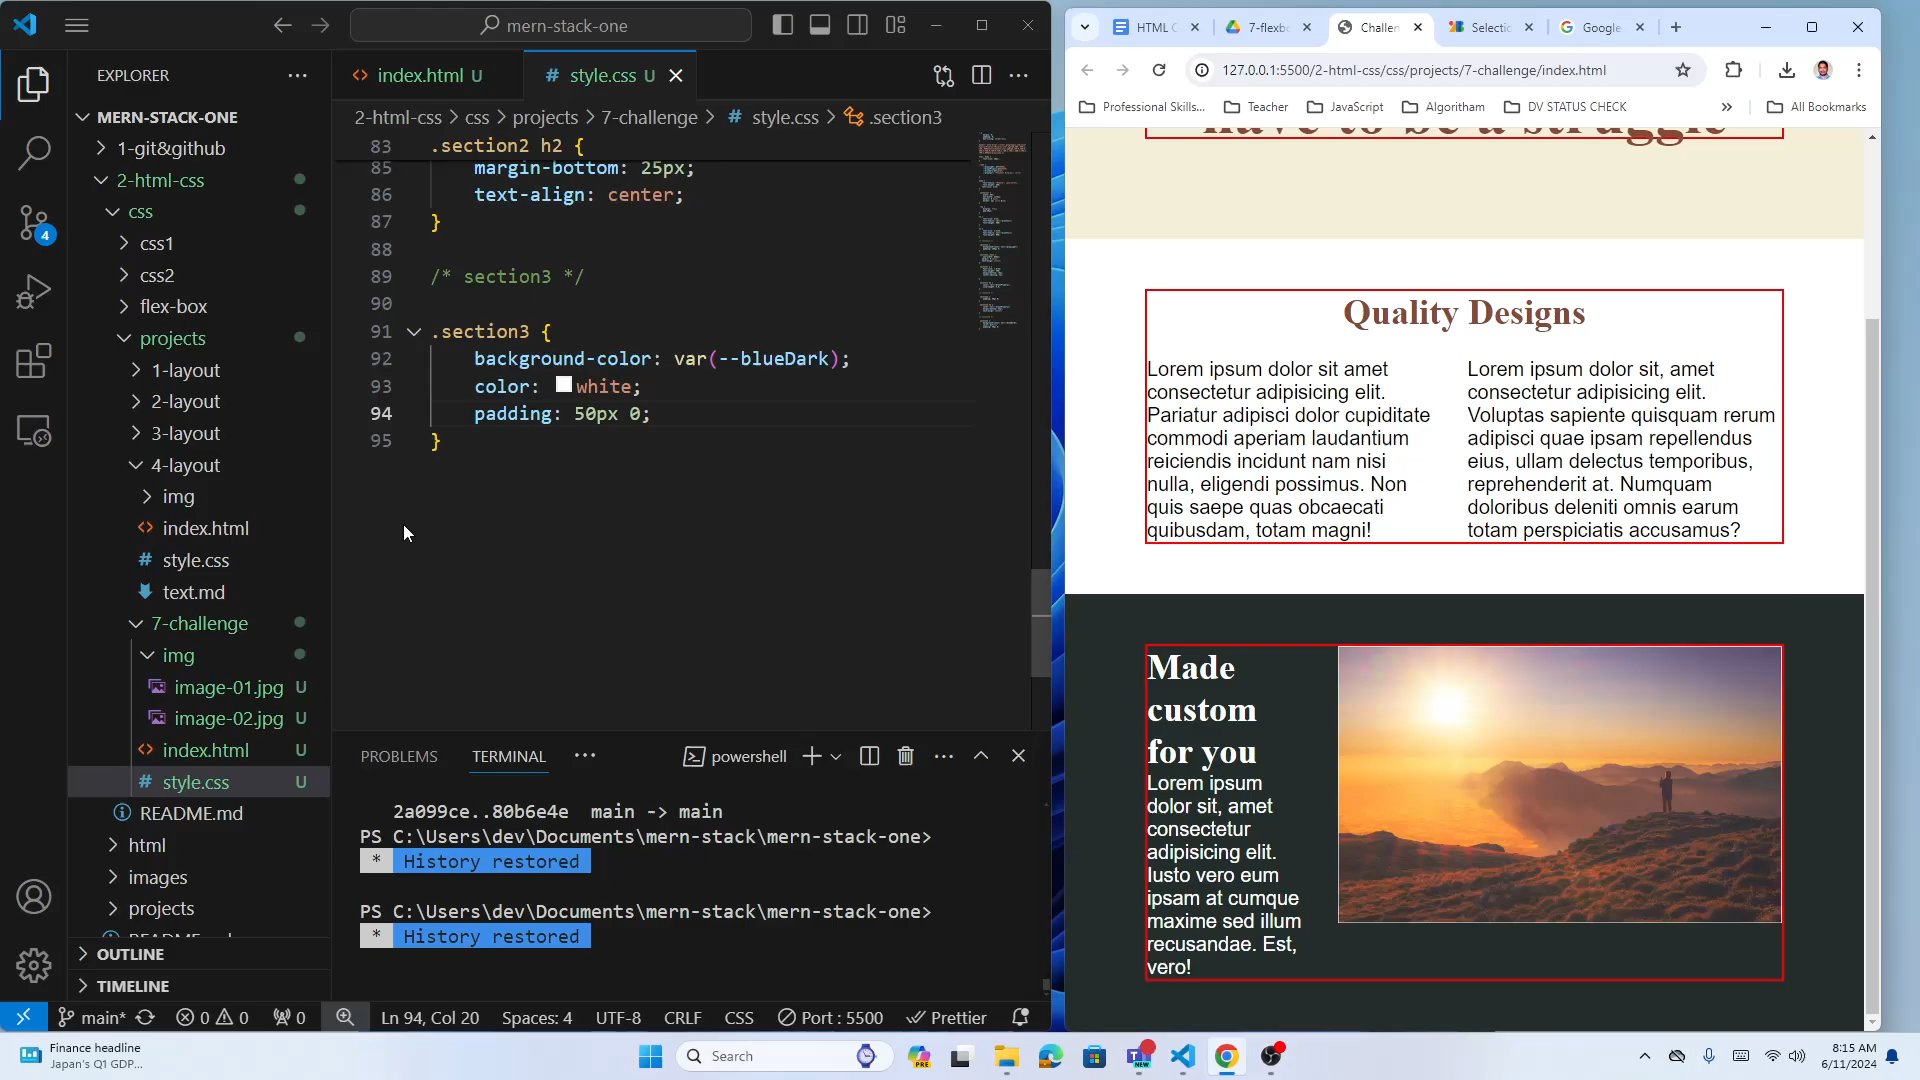 mern-stack-one
EXPLORER
MERN-STACK-ONE
1-git&github
2-html-css
css
css1
css2
flex-box
projects
1-layout
2-layout
3-layout
4-layout
img
index.html
style.css
text.md
7-challenge
img
image-01.jpg U
image-02.jpg U
index.html U
style.css U
README.md
html
images
projects
OUTLINE
TIMELINE
4
index.html U
style.css U
2-html-css > css > projects > 7-challenge > # style.css > .section3
83 .section2 h2 {
85 margin-bottom: 25px;
86 text-align: center;
87 }
88
89 /* section3 */
90
91 .section3 {
92 background-color: var(--blueDark);
93 color: white;
94 padding: 50px 0;
95 }
PROBLEMS TERMINAL
powershell
2a099ce..80b6e4e main -> main
PS C:\Users\dev\Documents\mern-stack\mern-stack-one>
* History restored
PS C:\Users\dev\Documents\mern-stack\mern-stack-one>
* History restored
main* 0 0 0 Ln 94, Col 20 Spaces: 4 UTF-8 CRLF CSS Port : 5500 Prettier
HTML C 7-flexb Challen Selectic Google
127.0.0.1:5500/2-html-css/css/projects/7-challenge/index.html
Professional Skills... Teacher JavaScript Algoritham DV STATUS CHECK » All Bookmarks
have to be a struggle
Quality Designs
Lorem ipsum dolor sit amet
consectetur adipisicing elit.
Pariatur adipisci dolor cupiditate
commodi aperiam laudantium
reiciendis incidunt nam nisi
nulla, eligendi possimus. Non
quis saepe quas obcaecati
quibusdam, totam magni!
Lorem ipsum dolor sit, amet
consectetur adipisicing elit.
Voluptas sapiente quisquam rerum
adipisci quae ipsam repellendus
eius, ullam delectus temporibus,
reprehenderit at. Numquam
doloribus deleniti omnis earum
totam perspiciatis accusamus?
Made
custom
for you
Lorem ipsum
dolor sit, amet
consectetur
adipisicing elit.
Iusto vero eum
ipsam at cumque
maxime sed illum
recusandae. Est,
vero!
Finance headline
Japan's Q1 GDP...
Search
PRE
NEW
8:15 AM
6/11/2024